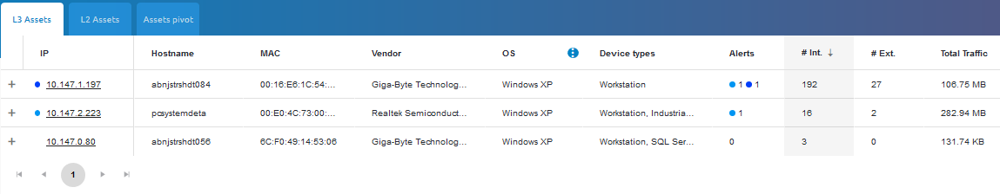 L3 Assets L2 Assets Assets pivot
IP Hostname MAC Vendor OS Device types Alerts # Int. ↓ # Ext. Total Traffic
+ 10.147.1.197 abnjstrshdt084 00:16:E6:1C:54:... Giga-Byte Technolog... Windows XP Workstation 1 1 192 27 106.75 MB
+ 10.147.2.223 pcsystemdeta 00:E0:4C:73:00:... Realtek Semiconduct... Windows XP Workstation, Industria... 1 16 2 282.94 MB
+ 10.147.0.80 abnjstrshdt056 6C:F0:49:14:53:06 Giga-Byte Technolog... Windows XP Workstation, SQL Ser... 0 3 0 131.74 KB
1